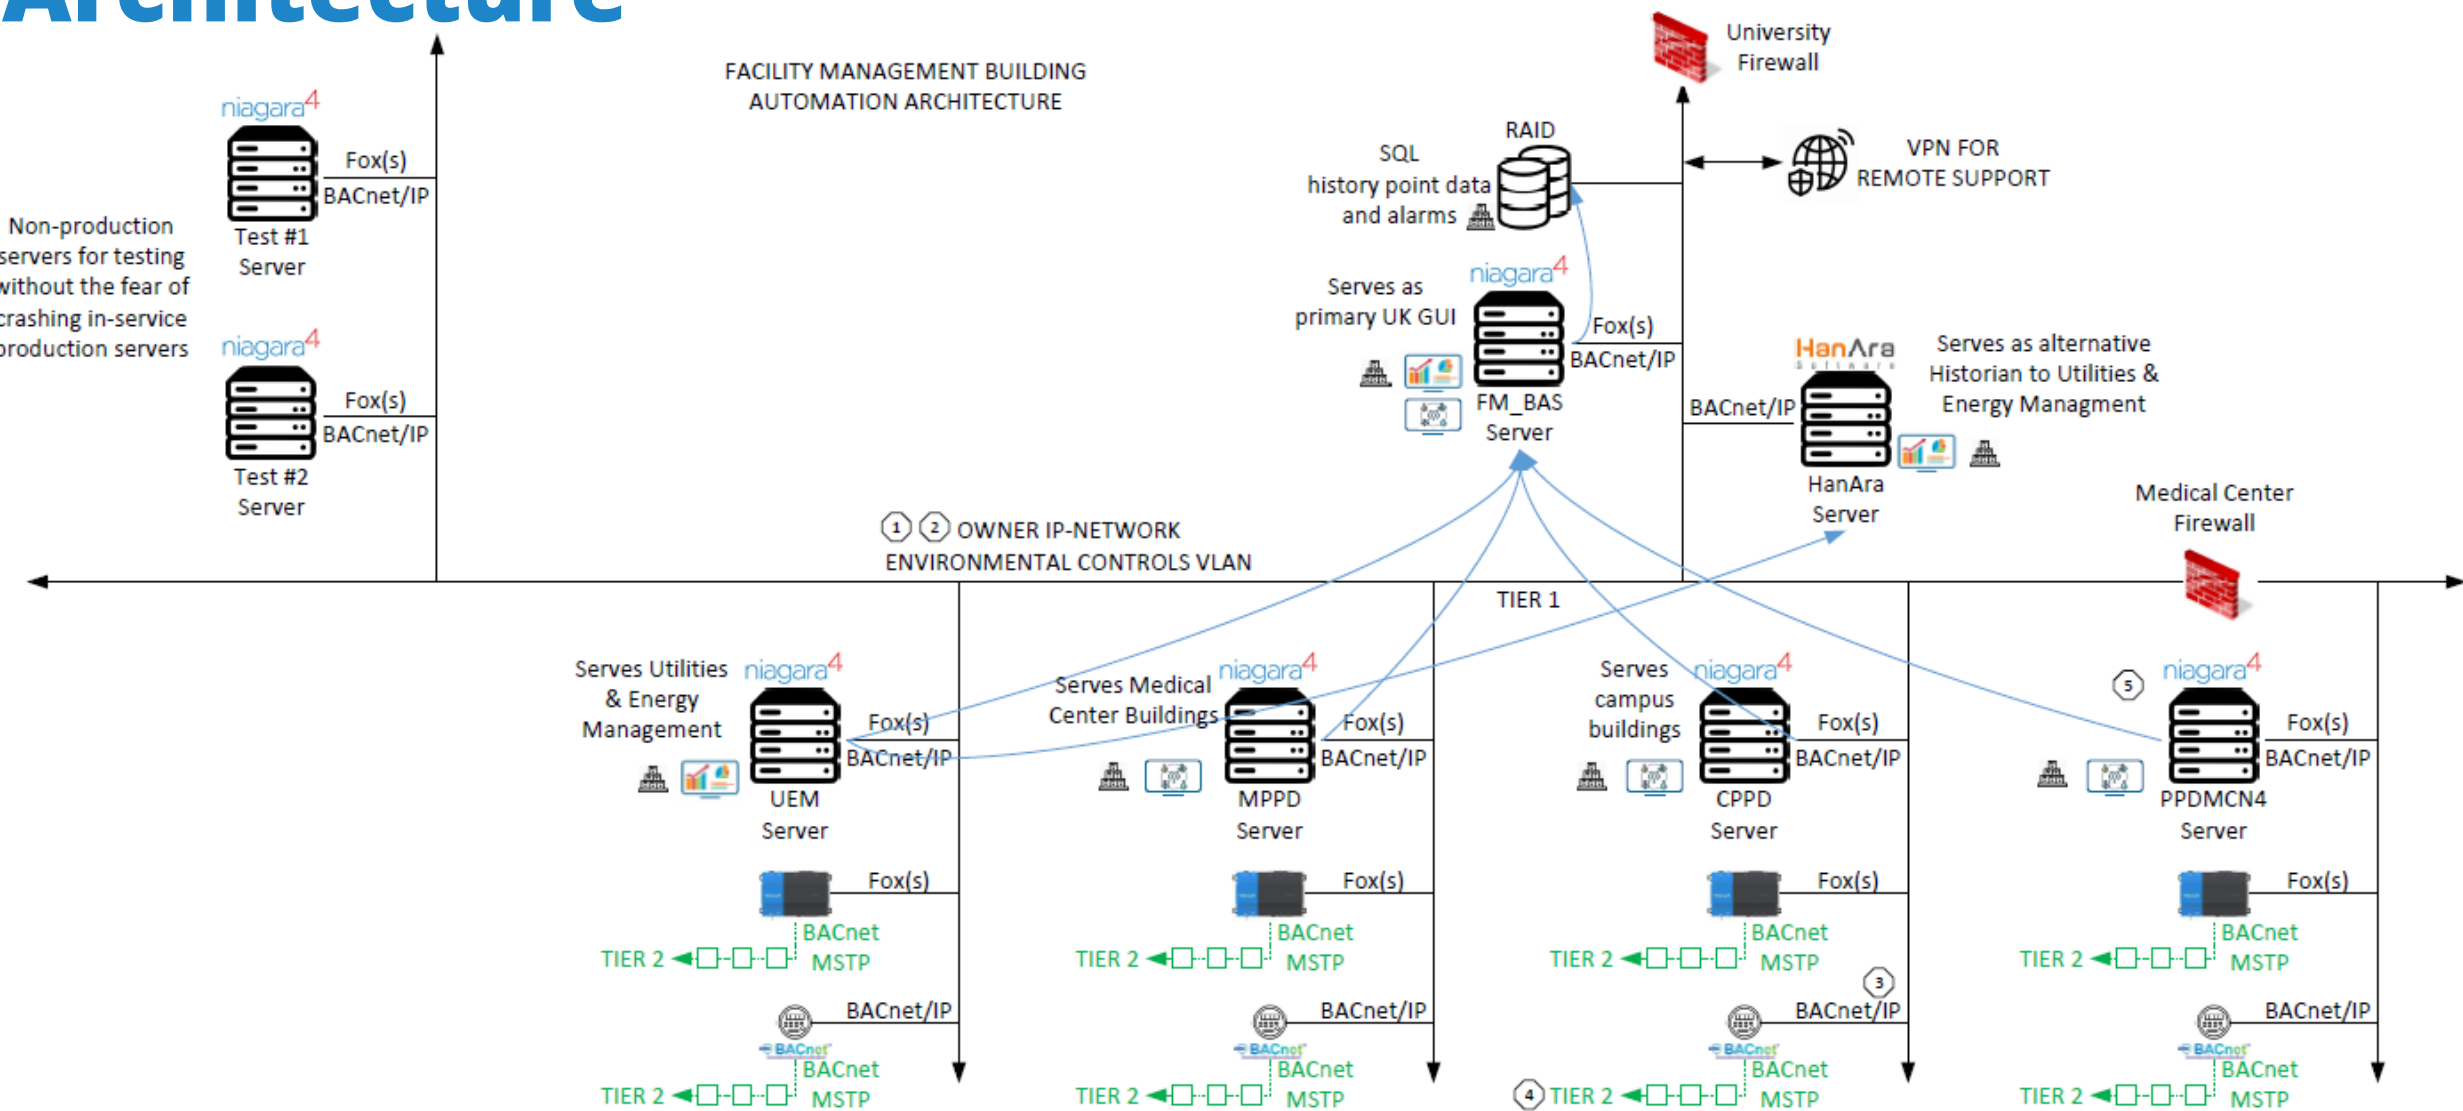 Architecture
FACILITY MANAGEMENT BUILDING
AUTOMATION ARCHITECTURE
niagara4
Fox(s)
BACnet/IP
Test #1
Server
Non-production
servers for testing
without the fear of
crashing in-service
production servers
niagara4
Fox(s)
BACnet/IP
Test #2
Server
University
Firewall
RAID
SQL
history point data
and alarms
VPN FOR
REMOTE SUPPORT
Serves as
primary UK GUI
niagara4
Fox(s)
BACnet/IP
FM_BAS
Server
HanAra
Software
BACnet/IP
Serves as alternative
Historian to Utilities &
Energy Managment
HanAra
Server
Medical Center
Firewall
1 2 OWNER IP-NETWORK
ENVIRONMENTAL CONTROLS VLAN
TIER 1
Serves Utilities
& Energy
Management
niagara4
Fox(s)
BACnet/IP
UEM
Server
Fox(s)
BACnet
MSTP
TIER 2
BACnet/IP
BACnet
BACnet
MSTP
TIER 2
Serves Medical
Center Buildings
niagara4
Fox(s)
BACnet/IP
MPPD
Server
Fox(s)
BACnet
MSTP
TIER 2
BACnet/IP
BACnet
BACnet
MSTP
TIER 2
Serves
campus
buildings
niagara4
Fox(s)
BACnet/IP
CPPD
Server
Fox(s)
BACnet
MSTP
TIER 2
3
BACnet/IP
BACnet
BACnet
MSTP
4 TIER 2
5
niagara4
Fox(s)
BACnet/IP
PPDMCN4
Server
Fox(s)
BACnet
MSTP
TIER 2
BACnet/IP
BACnet
BACnet
MSTP
TIER 2